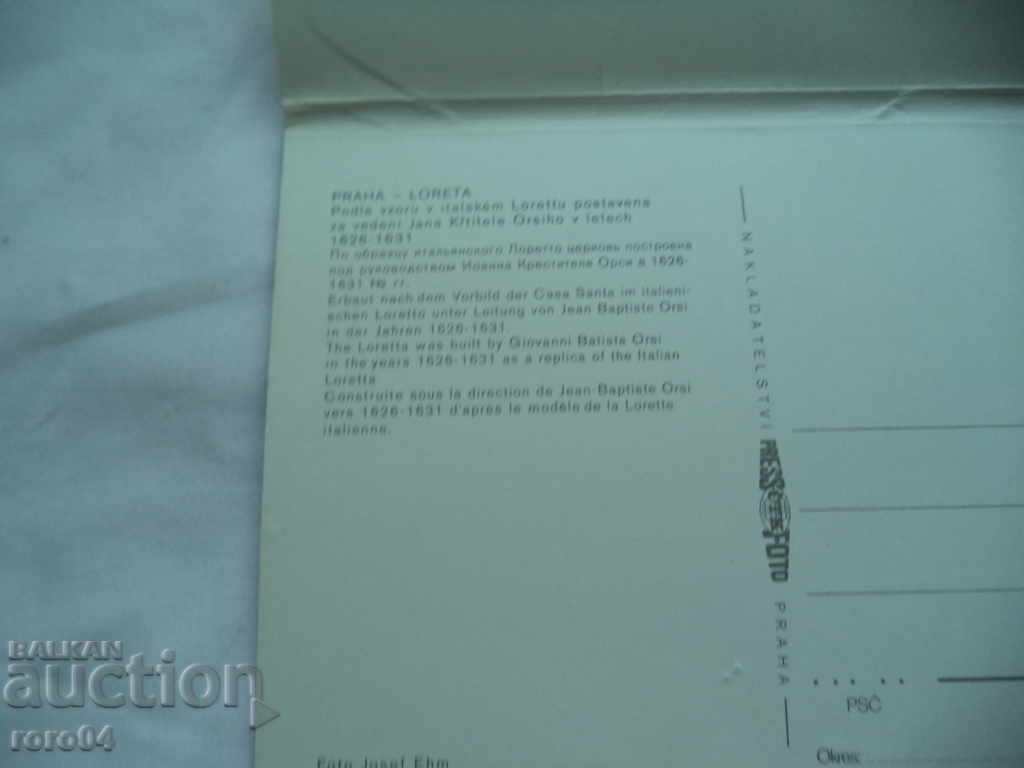 PRAHA – LORETA
Podle vzoru v italském Lorettu postavena
za vedení Jana Křtitele Orsiho v letech
1626-1631
По образцу итальянского Лоретто церковь построена
под руководством Иоанна Крестителя Орси в 1626-
1631 гг.
Erbaut nach dem Vorbild der Casa Santa im italieni-
schen Loretto unter Leitung von Jean Baptiste Orsi
in der Jahren 1626-1631.
The Loretta was built by Giovanni Batista Orsi
in the years 1626-1631 as a replica of the Italian
Loretta
Construite sous la direction de Jean-Baptiste Orsi
vers 1626-1631 d'après le modèle de la Lorette
italienne.
Foto Josef Ehm
NAKLADATELSTVÍ
PRESSFOTO
PRAHA
PSČ
Okres:
BALKAN
auction
roro04